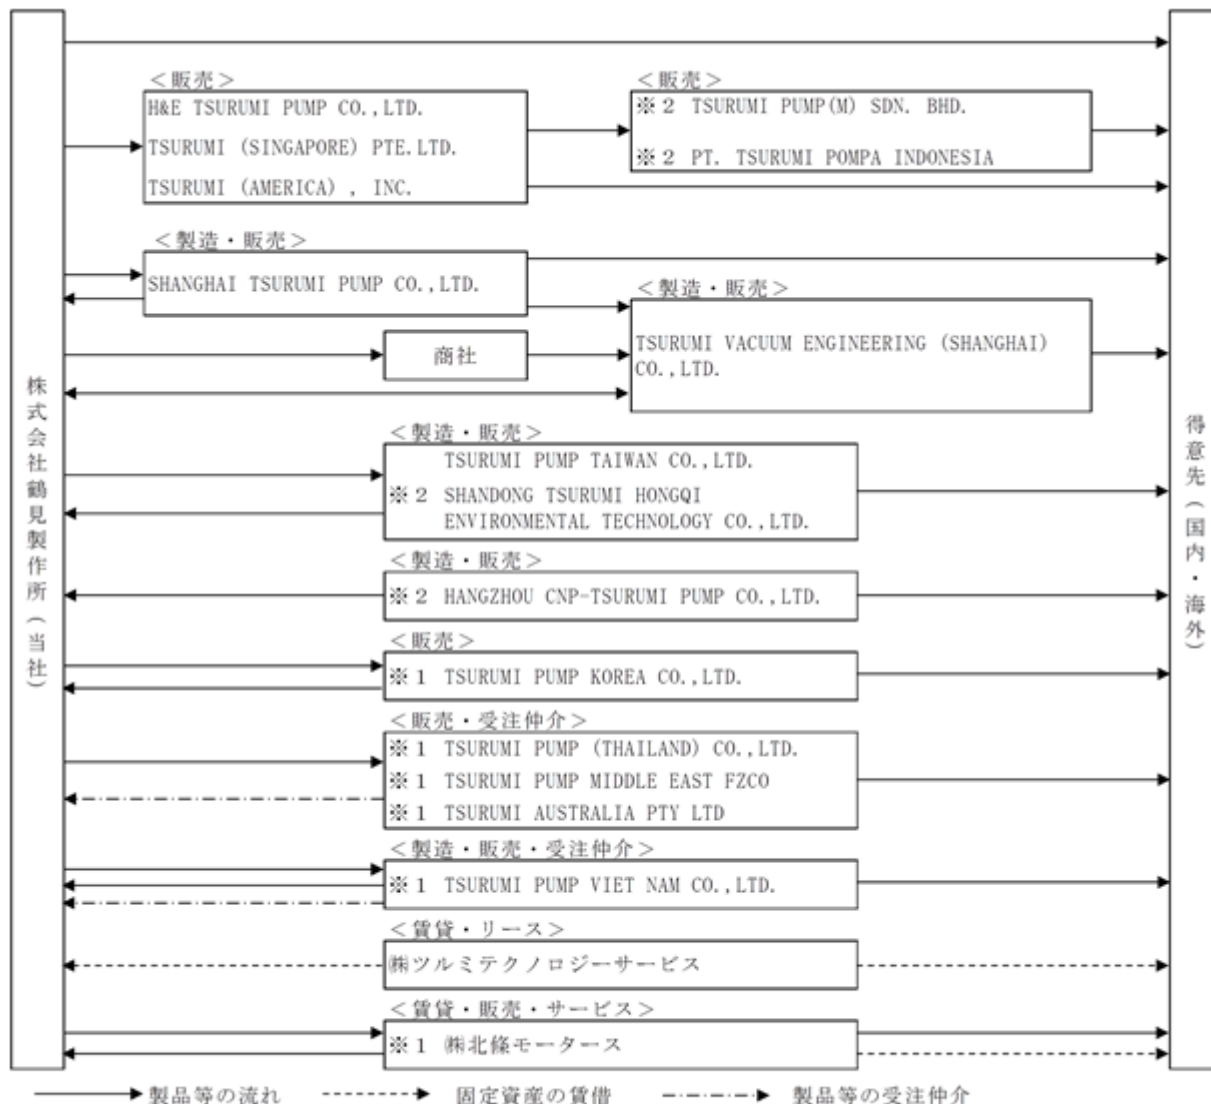 ＜販売＞
H&E TSURUMI PUMP CO.,LTD.
TSURUMI (SINGAPORE) PTE.LTD.
TSURUMI (AMERICA) , INC.
＜販売＞
※２ TSURUMI PUMP(M) SDN. BHD.
※２ PT. TSURUMI POMPA INDONESIA
＜製造・販売＞
SHANGHAI TSURUMI PUMP CO.,LTD.
商社
＜製造・販売＞
TSURUMI VACUUM ENGINEERING (SHANGHAI)
CO.,LTD.
株式会社鶴見製作所(当社)
得意先(国内・海外)
＜製造・販売＞
TSURUMI PUMP TAIWAN CO.,LTD.
※２ SHANDONG TSURUMI HONGQI
ENVIRONMENTAL TECHNOLOGY CO.,LTD.
＜製造・販売＞
※２ HANGZHOU CNP-TSURUMI PUMP CO.,LTD.
＜販売＞
※１ TSURUMI PUMP KOREA CO.,LTD.
＜販売・受注仲介＞
※１ TSURUMI PUMP (THAILAND) CO.,LTD.
※１ TSURUMI PUMP MIDDLE EAST FZCO
※１ TSURUMI AUSTRALIA PTY LTD
＜製造・販売・受注仲介＞
※１ TSURUMI PUMP VIET NAM CO.,LTD.
＜賃貸・リース＞
㈱ツルミテクノロジーサービス
＜賃貸・販売・サービス＞
※１ ㈱北條モータース
製品等の流れ 固定資産の賃借 製品等の受注仲介